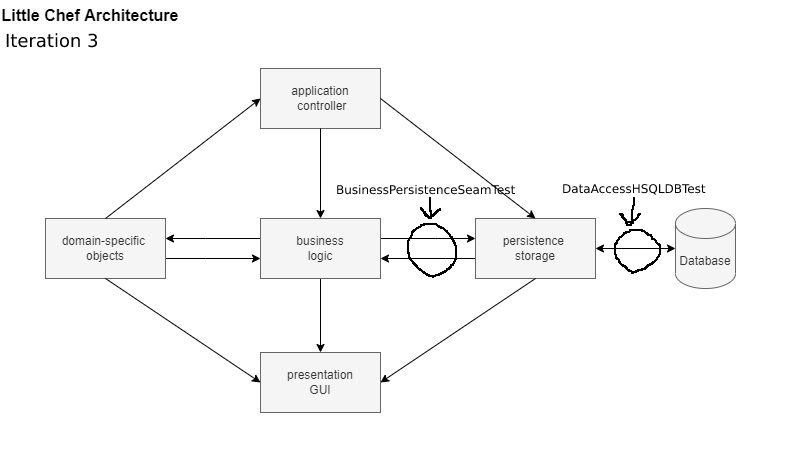 Little Chef Architecture
Iteration 3
application
controller
BusinessPersistenceSeamTest
DataAccessHSQLDBTest
domain-specific
objects
business
logic
persistence
storage
Database
presentation
GUI